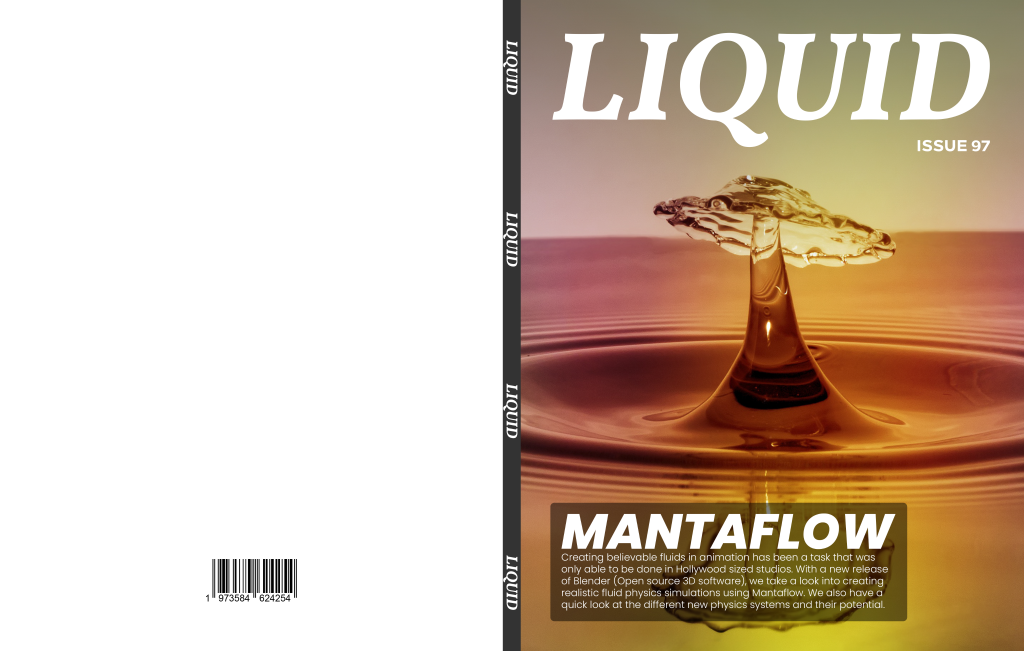 LIQUID
LIQUID
LIQUID
LIQUID
1 973584 624254
LIQUID
ISSUE 97
MANTAFLOW
Creating believable fluids in animation has been a task that was
only able to be done in Hollywood sized studios. With a new release
of Blender (Open source 3D software), we take a look into creating
realistic fluid physics simulations using Mantaflow. We also have a
quick look at the different new physics systems and their potential.